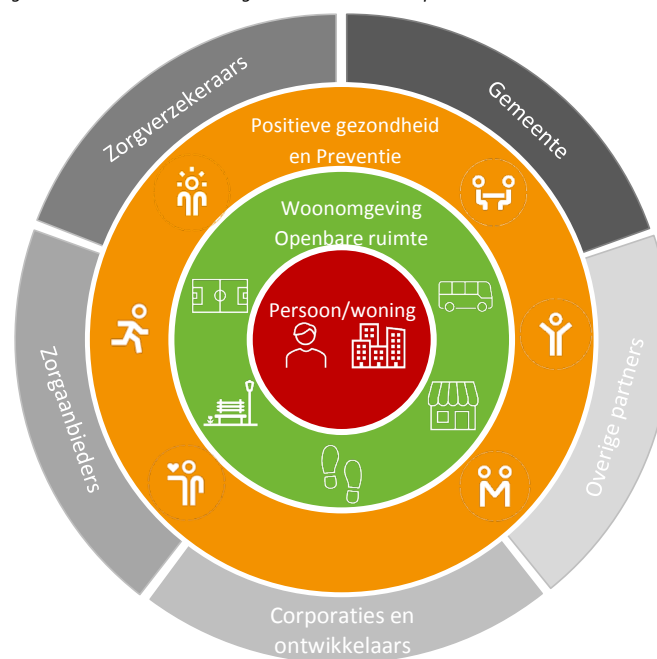 Zorgverzekeraars
Gemeente
Positieve gezondheid
en Preventie
Woonomgeving
Openbare ruimte
Persoon/woning
Zorgaanbieders
Overige partners
Corporaties en
ontwikkelaars